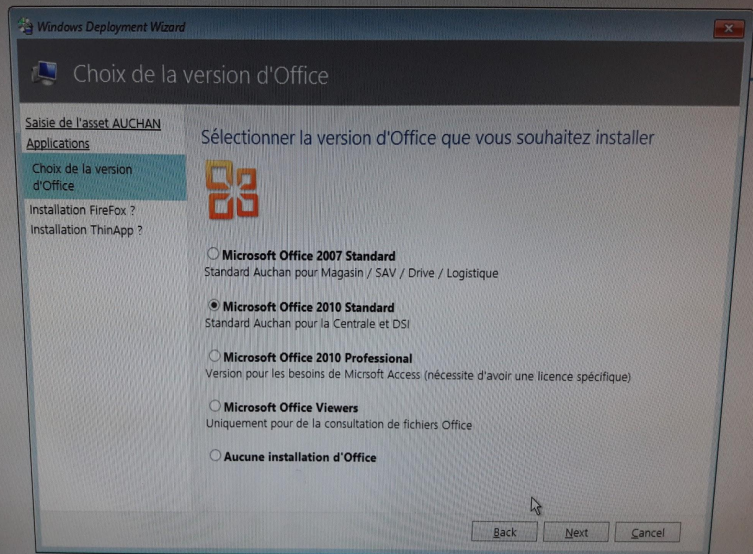 Windows Deployment Wizard
Choix de la version d'Office
Saisie de l'asset AUCHAN
Applications
Choix de la version
d'Office
Installation FireFox ?
Installation ThinApp ?
Sélectionner la version d'Office que vous souhaitez installer
Microsoft Office 2007 Standard
Standard Auchan pour Magasin / SAV / Drive / Logistique
Microsoft Office 2010 Standard
Standard Auchan pour la Centrale et DSI
Microsoft Office 2010 Professional
Version pour les besoins de Micrsoft Access (nécessite d'avoir une licence spécifique)
Microsoft Office Viewers
Uniquement pour de la consultation de fichiers Office
Aucune installation d'Office
Back Next Cancel